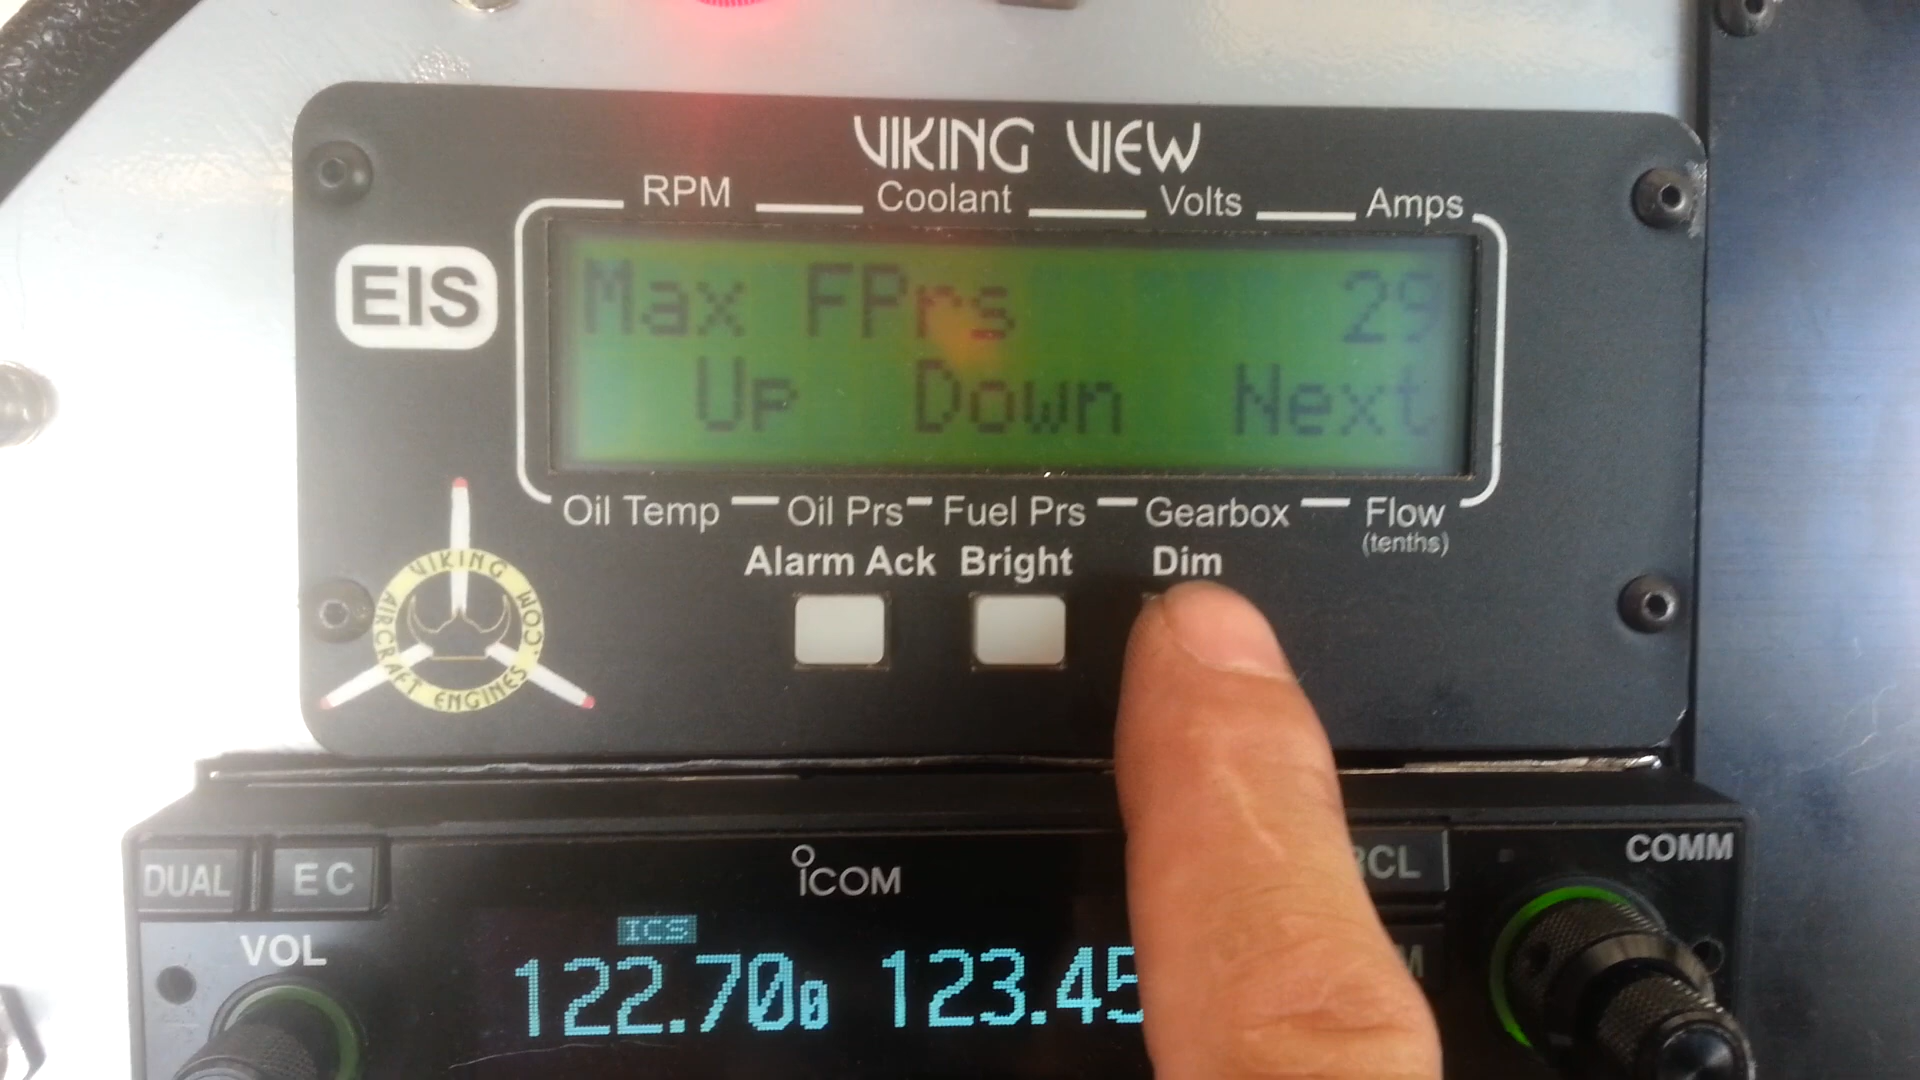 VIKING VIEW
RPM Coolant Volts Amps
EIS
Max FPrs 29
Up Down Next
Oil Temp Oil Prs Fuel Prs Gearbox Flow
(tenths)
Alarm Ack Bright Dim
VIKING AIRCRAFT ENGINES.COM
DUAL EC ICOM COMM
VOL ICS
122.700 123.45